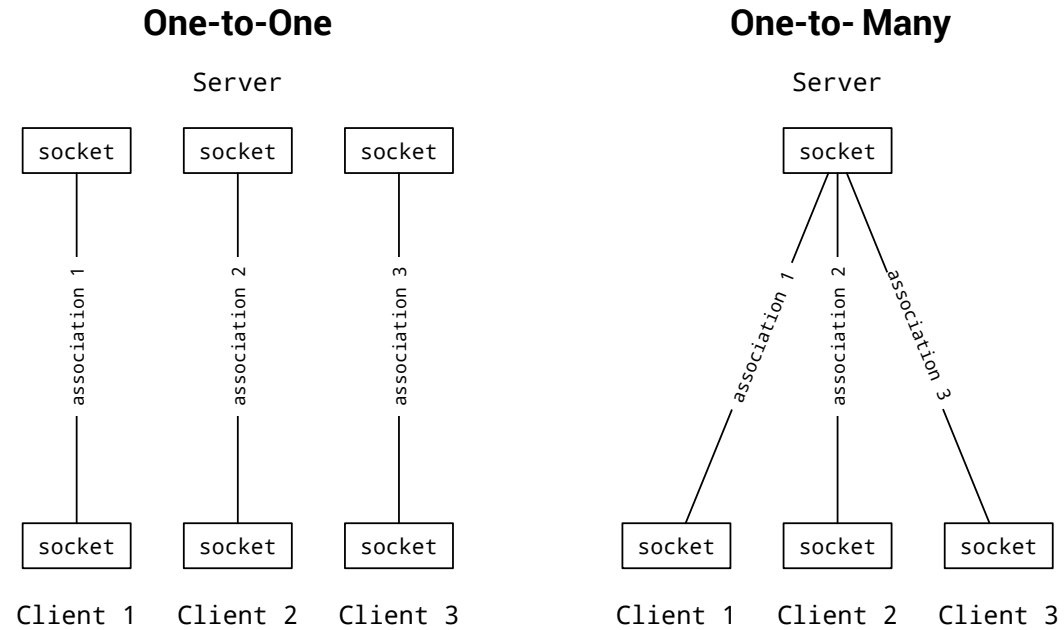 One-to-One
Server
socket socket socket
association 1
association 2
association 3
socket socket socket
Client 1 Client 2 Client 3
One-to- Many
Server
socket
association 1
association 2
association 3
socket socket socket
Client 1 Client 2 Client 3